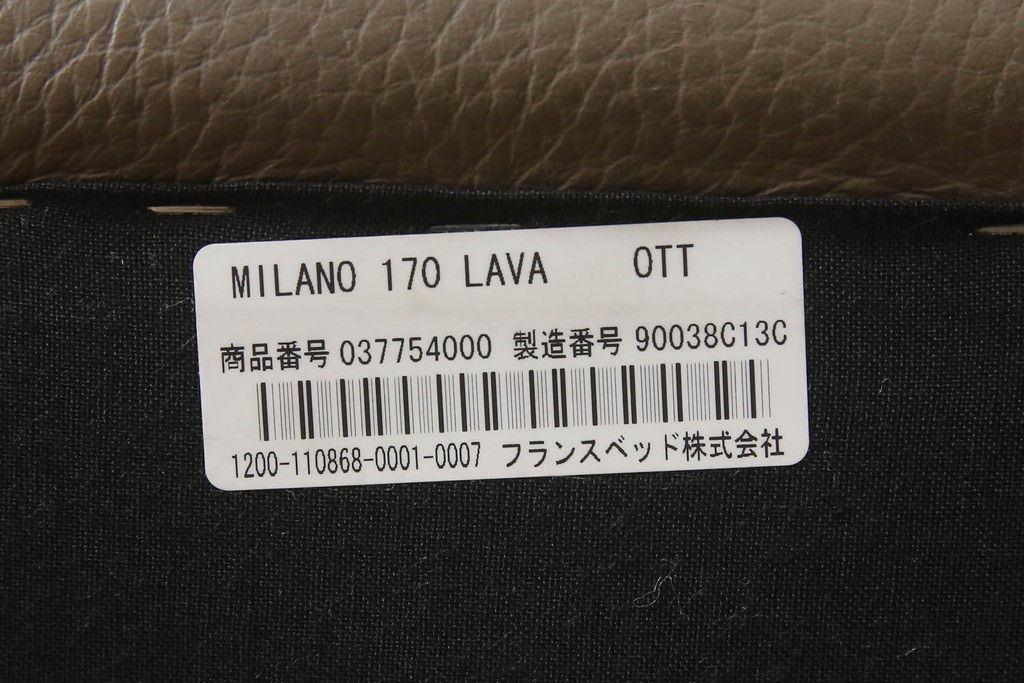 MILANO 170 LAVA OTT
商品番号 037754000 製造番号 90038C13C
1200-110868-0001-0007 フランスベッド株式会社